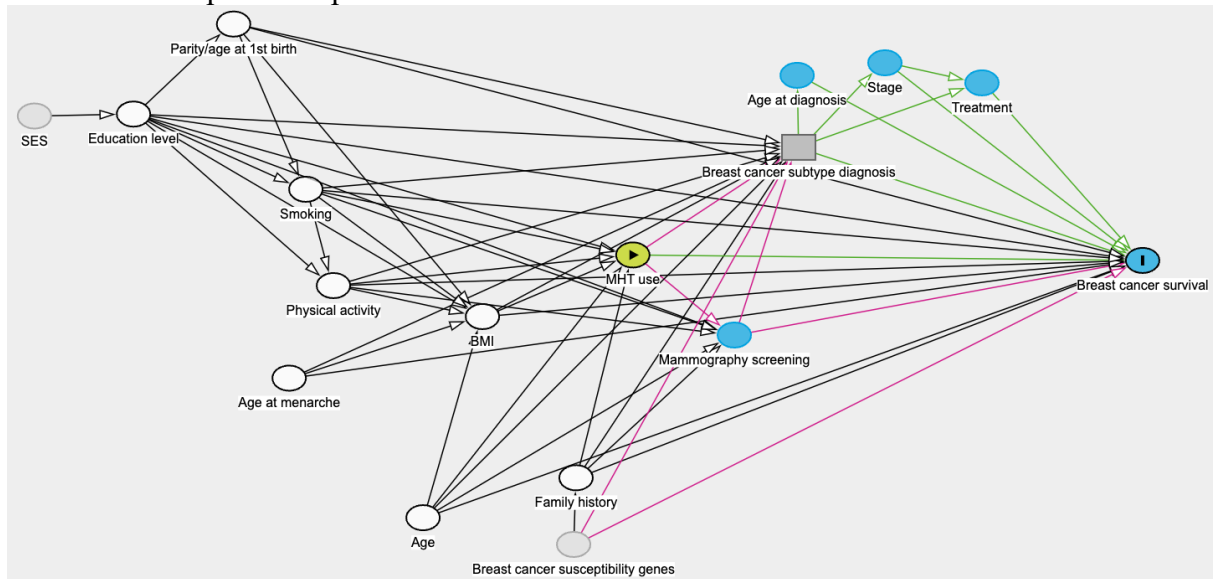 Parity/age at 1st birth
Age at diagnosis
Stage
Treatment
SES
Education level
Breast cancer subtype diagnosis
Smoking
MHT use
Breast cancer survival
Physical activity
BMI
Mammography screening
Age at menarche
Family history
Age
Breast cancer susceptibility genes